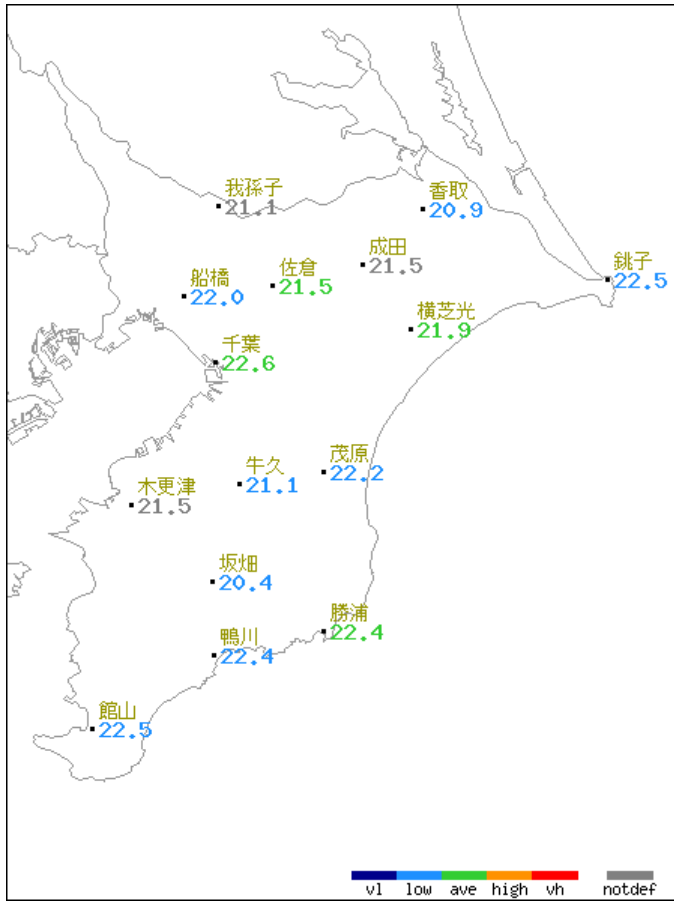 我孫子
21.1
香取
20.9
成田
21.5
佐倉
21.5
船橋
22.0
銚子
22.5
横芝光
21.9
千葉
22.6
茂原
22.2
牛久
21.1
木更津
21.5
坂畑
20.4
勝浦
22.4
鴨川
22.4
館山
22.5
vl low ave high vh notdef